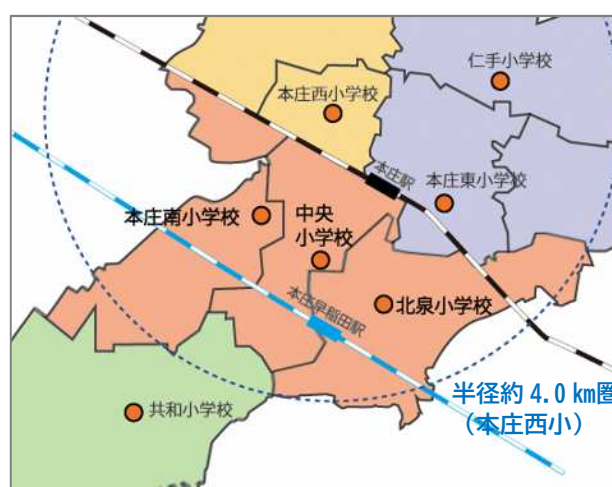 仁手小学校
本庄西小学校
本庄駅
本庄東小学校
本庄南小学校
中央
小学校
北泉小学校
本庄早稲田駅
半径約 4.0 km圏
（本庄西小）
共和小学校